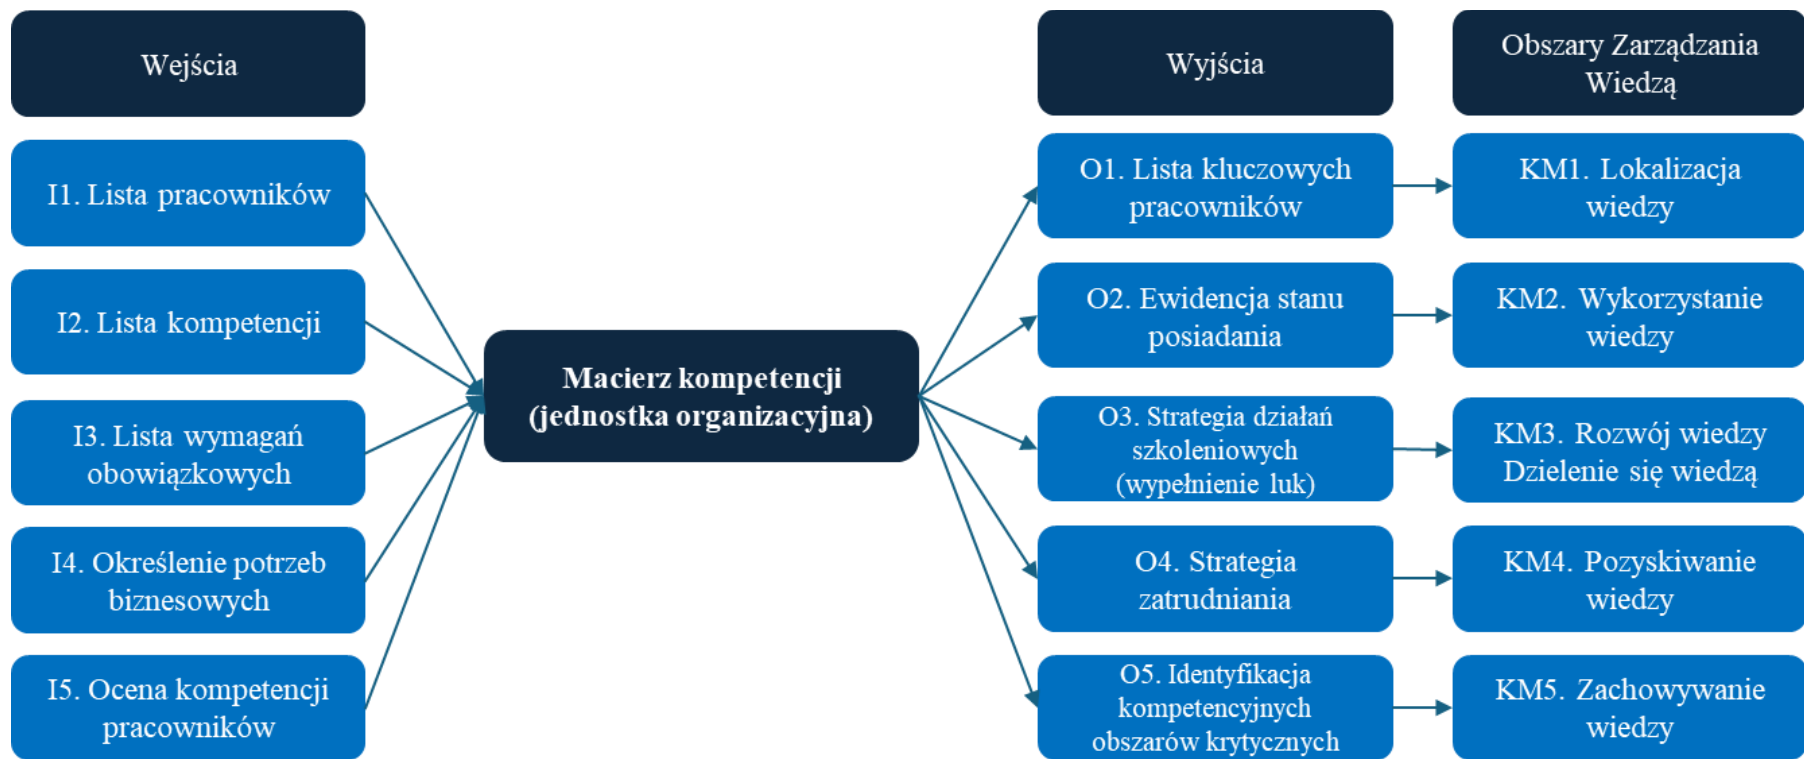 Wejścia
I1. Lista pracowników
I2. Lista kompetencji
I3. Lista wymagań
obowiązkowych
I4. Określenie potrzeb
biznesowych
I5. Ocena kompetencji
pracowników
Macierz kompetencji
(jednostka organizacyjna)
Wyjścia
O1. Lista kluczowych
pracowników
O2. Ewidencja stanu
posiadania
O3. Strategia działań
szkoleniowych
(wypełnienie luk)
O4. Strategia
zatrudniania
O5. Identyfikacja
kompetencyjnych
obszarów krytycznych
Obszary Zarządzania
Wiedzą
KM1. Lokalizacja
wiedzy
KM2. Wykorzystanie
wiedzy
KM3. Rozwój wiedzy
Dzielenie się wiedzą
KM4. Pozyskiwanie
wiedzy
KM5. Zachowywanie
wiedzy